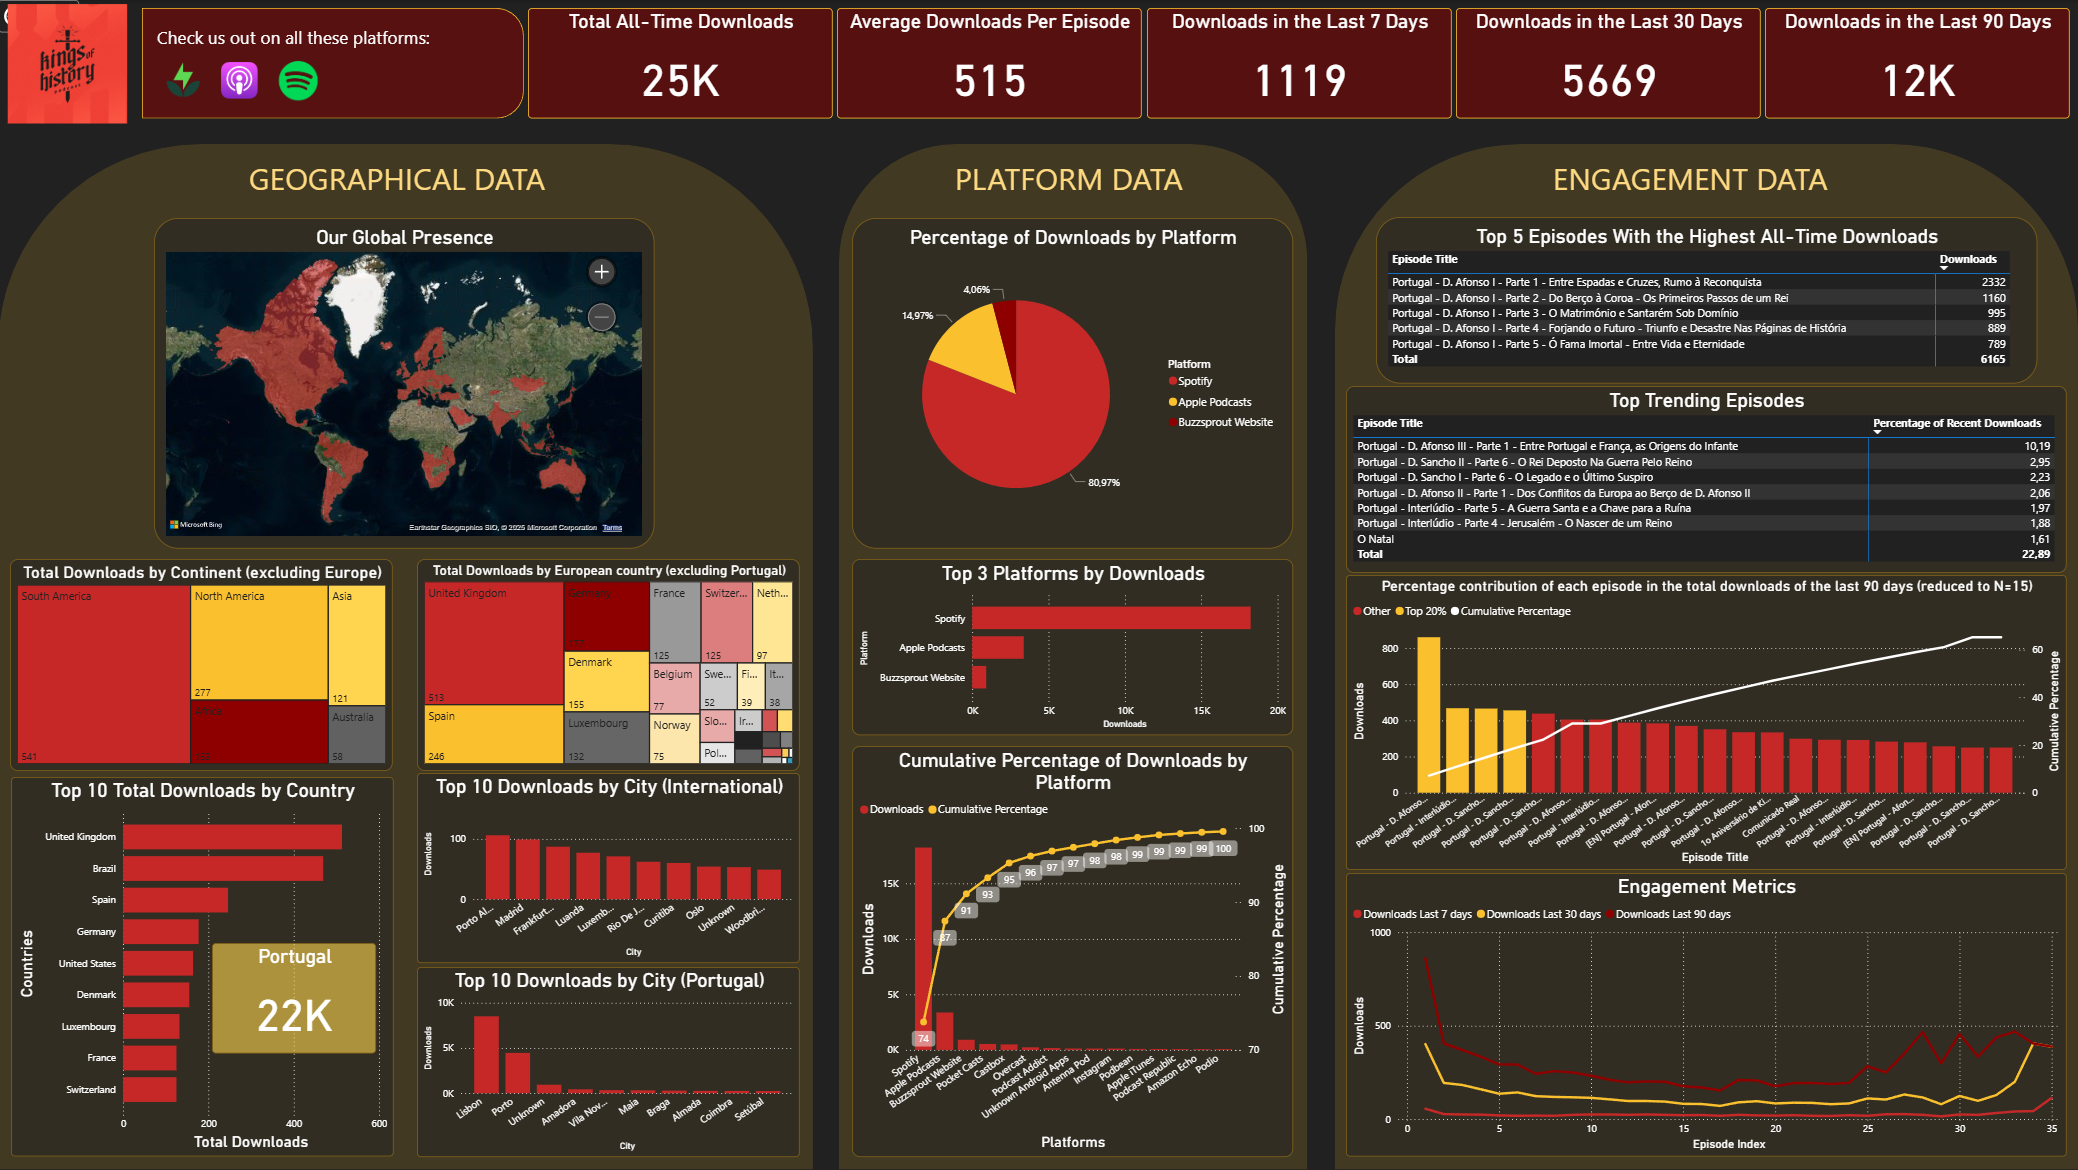 kings of
history
Check us out on all these platforms:
Total All-Time Downloads
25K
Average Downloads Per Episode
515
Downloads in the Last 7 Days
1119
Downloads in the Last 30 Days
5669
Downloads in the Last 90 Days
12K
GEOGRAPHICAL DATA
Our Global Presence
Microsoft Bing
Earthstar Geographics SIO, © 2025 Microsoft Corporation Terms
Total Downloads by Continent (excluding Europe)
South America
541
North America
277
Asia
121
Australia
58
Total Downloads by European country (excluding Portugal)
United Kingdom
513
Spain
246
Germany
177
Denmark
155
Luxembourg
132
France
125
Switzer...
125
Neth...
97
Belgium
77
Norway
75
Swe...
52
Fi...
39
It...
38
Slo...
Ir...
Pol...
Top 10 Total Downloads by Country
Countries
United Kingdom
Brazil
Spain
Germany
United States
Denmark
Luxembourg
France
Switzerland
0 200 400 600
Total Downloads
Portugal
22K
Top 10 Downloads by City (International)
Downloads
100
0
Porto Al...
Madrid
Frankfurt...
Luanda
Luxemb...
Rio De J...
Curitiba
Oslo
Unknown
Woodbri...
City
Top 10 Downloads by City (Portugal)
Downloads
10K
5K
0K
Lisbon
Porto
Unknown
Amadora
Vila Nov...
Maia
Braga
Almada
Coimbra
Setúbal
City
PLATFORM DATA
Percentage of Downloads by Platform
4,06%
14,97%
80,97%
Platform
Spotify
Apple Podcasts
Buzzsprout Website
Top 3 Platforms by Downloads
Platform
Spotify
Apple Podcasts
Buzzsprout Website
0K 5K 10K 15K 20K
Downloads
Cumulative Percentage of Downloads by
Platform
Downloads Cumulative Percentage
Downloads
15K
10K
5K
0K
74 87 91 93 95 96 97 97 98 98 99 99 99 99 100
100
90
80
70
Cumulative Percentage
Spotify
Apple Podcasts
Buzzsprout Website
Pocket Casts
Castbox
Overcast
Podcast Addict
Unknown Android Apps
Antenna Pod
Instagram
Podbean
Apple iTunes
Podcast Republic
Amazon Echo
Podio
Platforms
ENGAGEMENT DATA
Top 5 Episodes With the Highest All-Time Downloads
Episode Title Downloads
Portugal - D. Afonso I - Parte 1 - Entre Espadas e Cruzes, Rumo à Reconquista 2332
Portugal - D. Afonso I - Parte 2 - Do Berço à Coroa - Os Primeiros Passos de um Rei 1160
Portugal - D. Afonso I - Parte 3 - O Matrimónio e Santarém Sob Domínio 995
Portugal - D. Afonso I - Parte 4 - Forjando o Futuro - Triunfo e Desastre Nas Páginas de História 889
Portugal - D. Afonso I - Parte 5 - Ó Fama Imortal - Entre Vida e Eternidade 789
Total 6165
Top Trending Episodes
Episode Title Percentage of Recent Downloads
Portugal - D. Afonso III - Parte 1 - Entre Portugal e França, as Origens do Infante 10,19
Portugal - D. Sancho II - Parte 6 - O Rei Deposto Na Guerra Pelo Reino 2,95
Portugal - D. Sancho I - Parte 6 - O Legado e o Último Suspiro 2,23
Portugal - D. Afonso II - Parte 1 - Dos Conflitos da Europa ao Berço de D. Afonso II 2,06
Portugal - Interlúdio - Parte 5 - A Guerra Santa e a Chave para a Ruína 1,97
Portugal - Interlúdio - Parte 4 - Jerusalém - O Nascer de um Reino 1,88
O Natal 1,61
Total 22,89
Percentage contribution of each episode in the total downloads of the last 90 days (reduced to N=15)
Other Top 20% Cumulative Percentage
Downloads
800
600
400
200
0
60
40
20
0
Cumulative Percentage
Portugal - D. Afonso...
Portugal - Interlúdio...
Portugal - D. Sancho...
Portugal - D. Sancho...
Portugal - D. Sancho...
Portugal - D. Afonso...
Portugal - Interlúdio...
Portugal - D. Afonso...
[EN] Portugal - Afon...
Portugal - D. Afonso...
Portugal - D. Sancho...
Portugal - D. Afonso...
1o Aniversário de Ki...
Comunicado Real
Portugal - D. Afonso...
Portugal - Interlúdio...
Portugal - D. Sancho...
[EN] Portugal - Afon...
Portugal - D. Sancho...
Portugal - D. Sancho...
Portugal - D. Sancho...
Episode Title
Engagement Metrics
Downloads Last 7 days Downloads Last 30 days Downloads Last 90 days
Downloads
1000
500
0
0 5 10 15 20 25 30 35
Episode Index